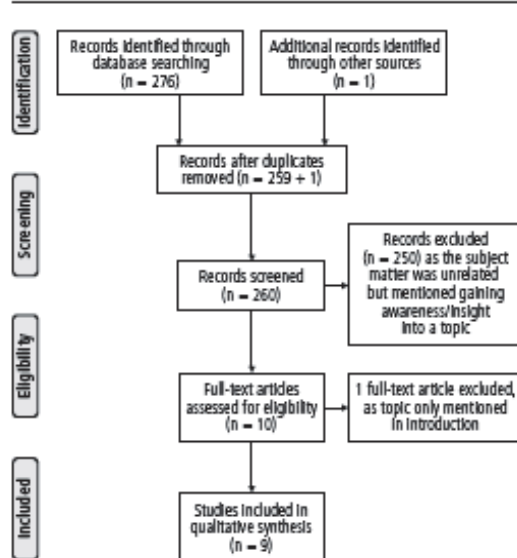 Identification
Records identified through
database searching
(n = 276)
Additional records identified
through other sources
(n = 1)
Records after duplicates
removed (n = 259 + 1)
Screening
Records screened
(n = 260)
Records excluded
(n = 250) as the subject
matter was unrelated
but mentioned gaining
awareness/insight
into a topic
Eligibility
Full-text articles
assessed for eligibility
(n = 10)
1 full-text article excluded,
as topic only mentioned
in introduction
Included
Studies included in
qualitative synthesis
(n = 9)